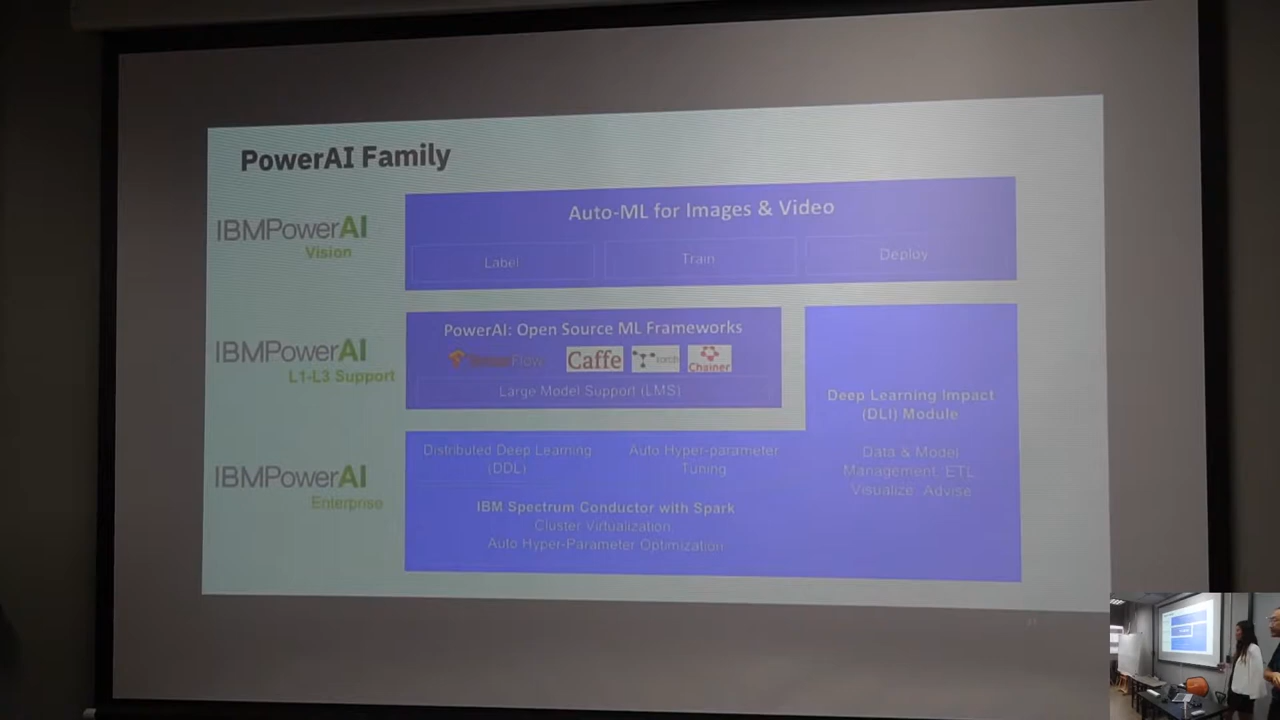 PowerAI Family
IBMPowerAI
Vision
Auto-ML for Images & Video
Label
Train
Deploy
IBMPowerAI
L1-L3 Support
PowerAI: Open Source ML Frameworks
TensorFlow
Caffe
torch
Chainer
Large Model Support (LMS)
Deep Learning Impact
(DLI) Module
Data & Model
Management, ETL,
Visualize, Advise
IBMPowerAI
Enterprise
Distributed Deep Learning
(DDL)
Auto Hyper-parameter
Tuning
IBM Spectrum Conductor with Spark
Cluster Virtualization,
Auto Hyper-Parameter Optimization